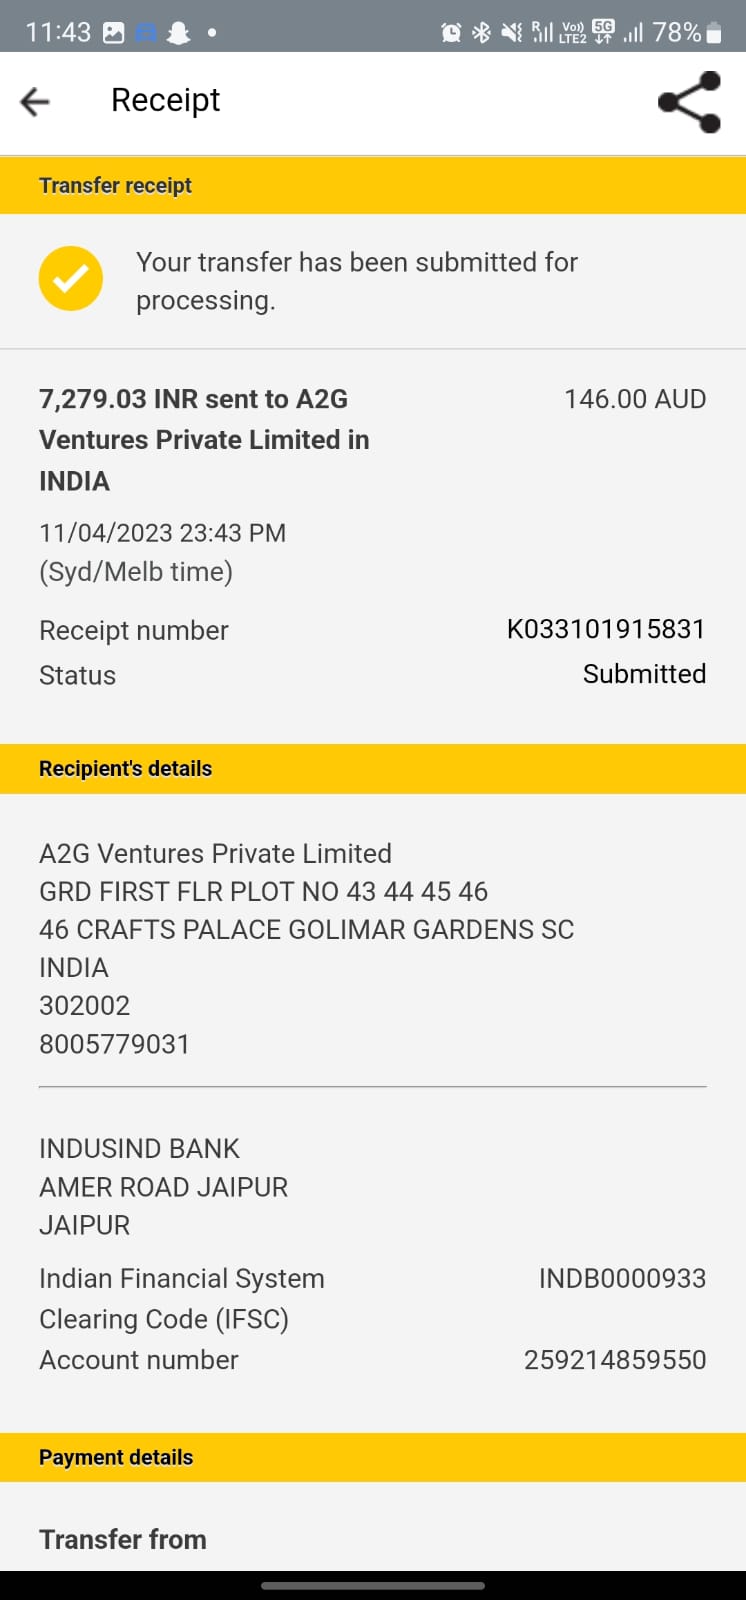 11:43
Vo)) 5G
LTE2
78%
Receipt
Transfer receipt
Your transfer has been submitted for
processing.
7,279.03 INR sent to A2G
146.00 AUD
Ventures Private Limited in
INDIA
11/04/2023 23:43 PM
(Syd/Melb time)
Receipt number
K033101915831
Status
Submitted
Recipient's details
A2G Ventures Private Limited
GRD FIRST FLR PLOT NO 43 44 45 46
46 CRAFTS PALACE GOLIMAR GARDENS SC
INDIA
302002
8005779031
INDUSIND BANK
AMER ROAD JAIPUR
JAIPUR
Indian Financial System
INDB0000933
Clearing Code (IFSC)
Account number
259214859550
Payment details
Transfer from